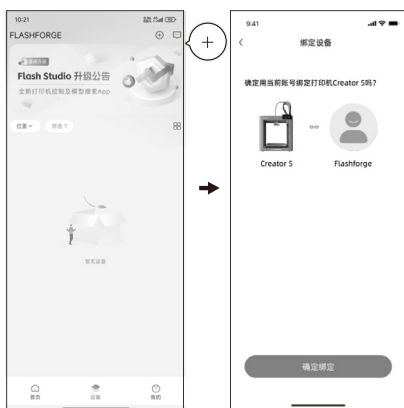 10:21
FLASHFORGE
Flash Studio 升级公告
全新打印机控制及模型搜索App
位置
筛选
暂无设备
首页
设备
我的
9:41
绑定设备
确定用当前账号绑定打印机Creator 5吗?
Creator 5
Flashforge
确定绑定